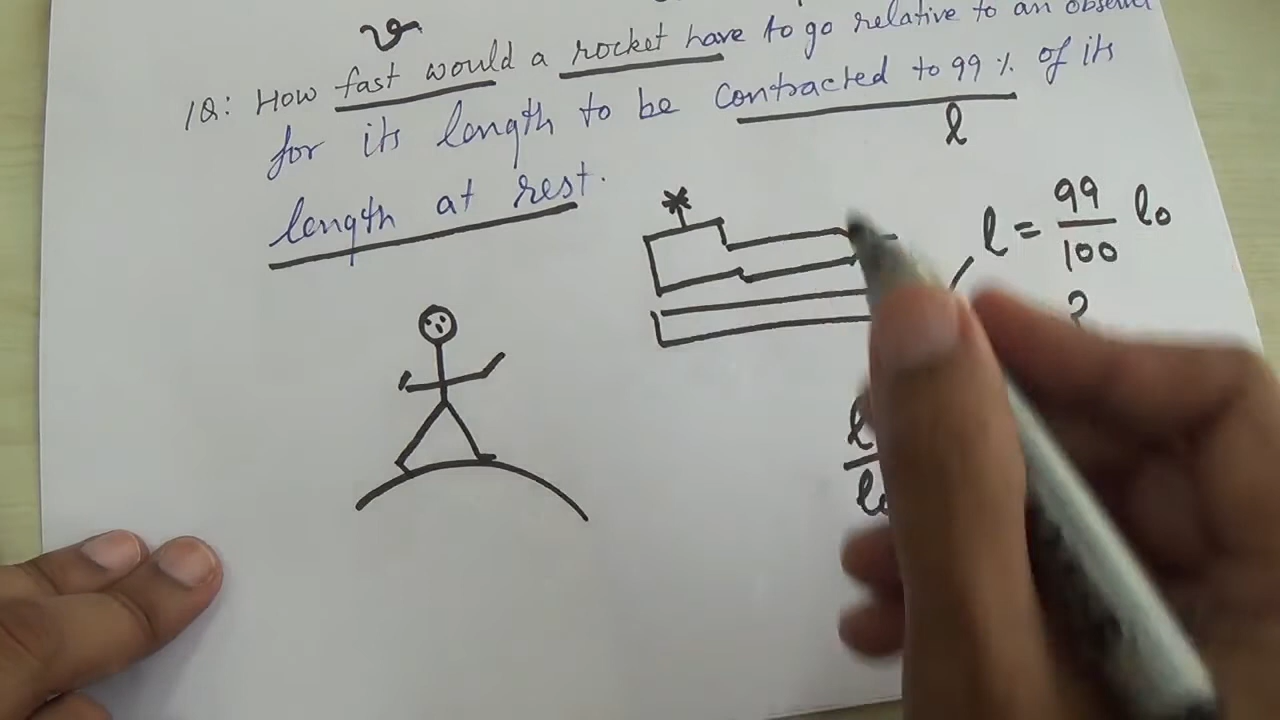 v
1Q: How fast would a rocket have to go relative to an
for its length to be contracted to 99 % of its
length at rest.
l
l = 99/100 l₀
?
l
l₀